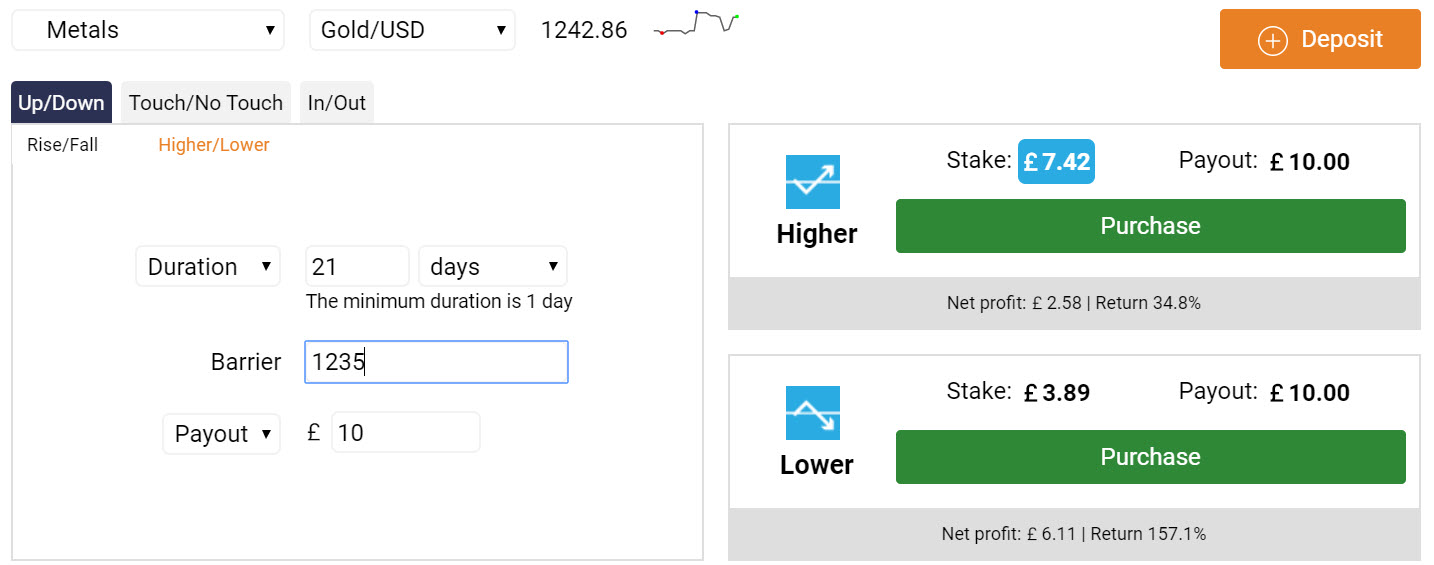 Metals Gold/USD 1242.86 Deposit
Up/Down Touch/No Touch In/Out
Rise/Fall Higher/Lower
Duration 21 days
The minimum duration is 1 day
Barrier 1235
Payout £ 10
Higher
Stake: £ 7.42 Payout: £ 10.00
Purchase
Net profit: £ 2.58 | Return 34.8%
Lower
Stake: £ 3.89 Payout: £ 10.00
Purchase
Net profit: £ 6.11 | Return 157.1%